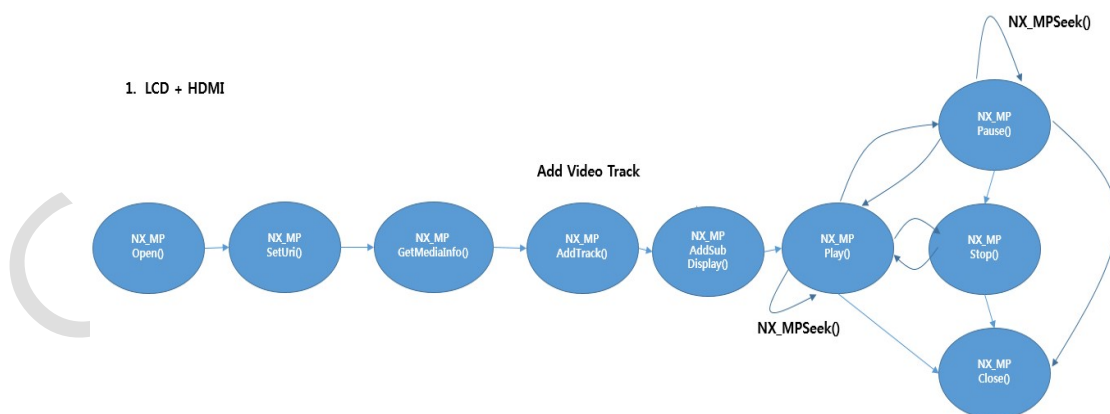 NX_MPSeek()
1. LCD + HDMI
NX_MP
Pause()
Add Video Track
NX_MP
Open()
NX_MP
SetUri()
NX_MP
GetMediaInfo()
NX_MP
AddTrack()
NX_MP
AddSub
Display()
NX_MP
Play()
NX_MP
Stop()
NX_MPSeek()
NX_MP
Close()